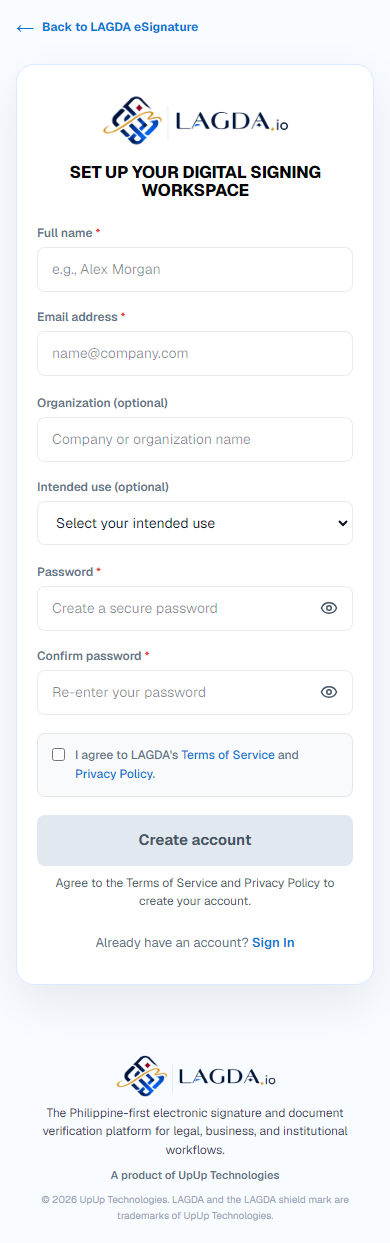 ← Back to LAGDA eSignature
LAGDA.io
SET UP YOUR DIGITAL SIGNING
WORKSPACE
Full name *
e.g., Alex Morgan
Email address *
name@company.com
Organization (optional)
Company or organization name
Intended use (optional)
Select your intended use
Password *
Create a secure password
Confirm password *
Re-enter your password
I agree to LAGDA's Terms of Service and
Privacy Policy.
Create account
Agree to the Terms of Service and Privacy Policy to
create your account.
Already have an account? Sign In
LAGDA.io
The Philippine-first electronic signature and document
verification platform for legal, business, and institutional
workflows.
A product of UpUp Technologies
© 2026 UpUp Technologies. LAGDA and the LAGDA shield mark are
trademarks of UpUp Technologies.